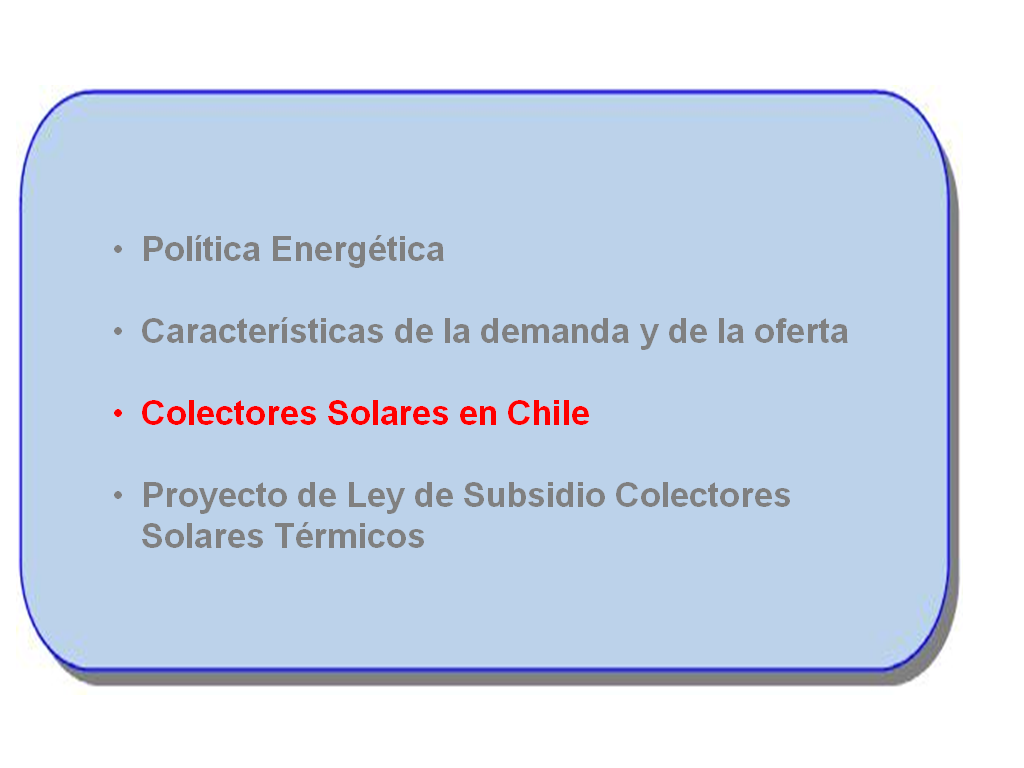 • Política Energética
• Características de la demanda y de la oferta
• Colectores Solares en Chile
• Proyecto de Ley de Subsidio Colectores
Solares Térmicos